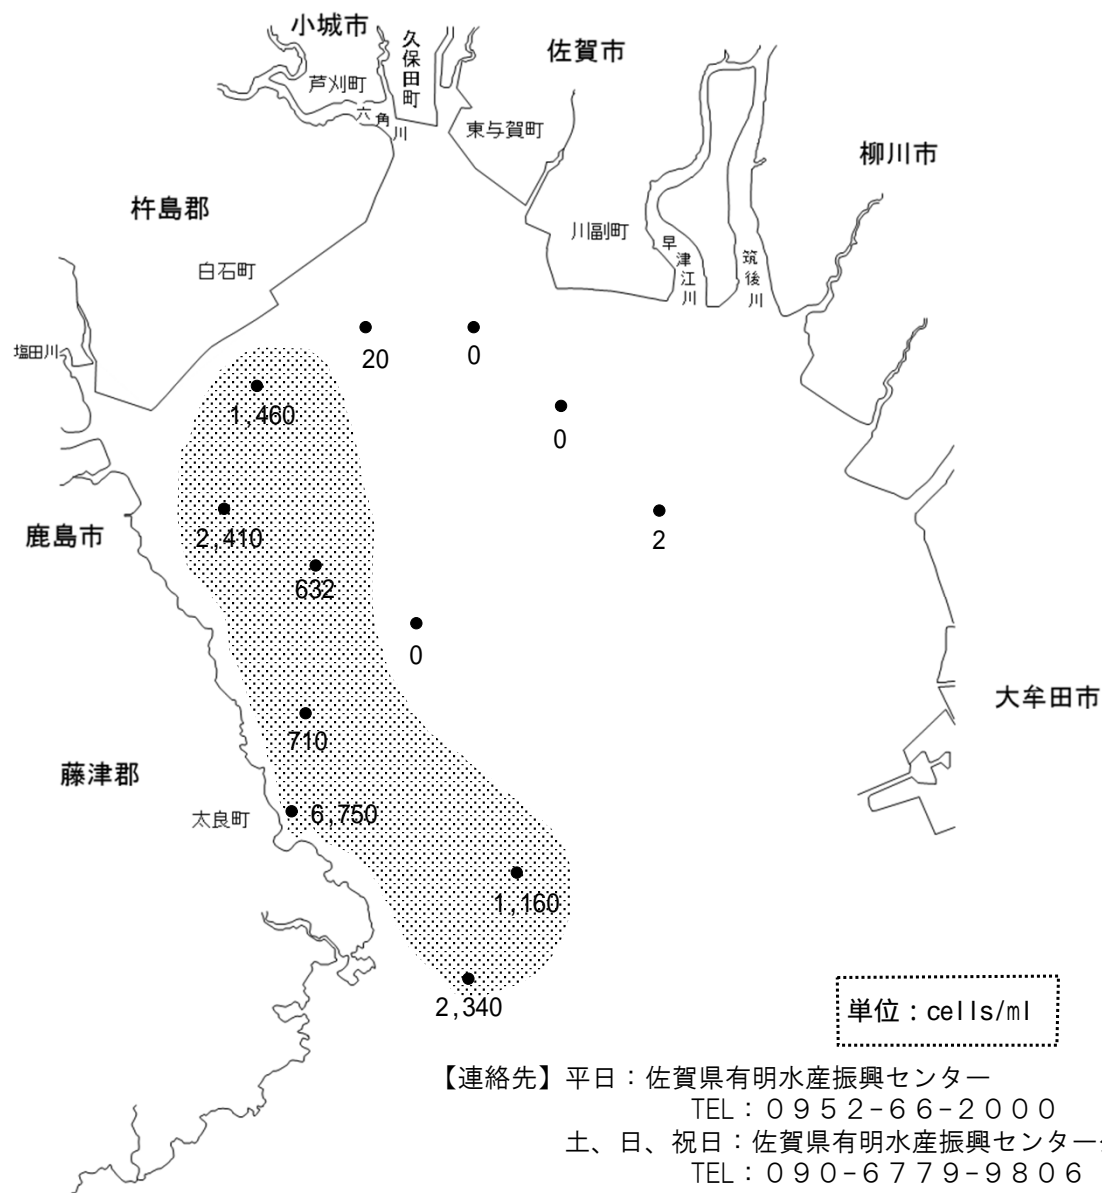 小城市
久保田町
佐賀市
芦刈町
六角川
東与賀町
柳川市
杵島郡
川副町
早津江川
筑後川
白石町
塩田川
20
0
1,460
0
2,410
2
鹿島市
632
0
大牟田市
710
藤津郡
太良町
6,750
1,160
2,340
単位：cells/ml
【連絡先】平日：佐賀県有明水産振興センター
TEL：０９５２−６６−２０００
土、日、祝日：佐賀県有明水産振興センター
TEL：０９０−６７７９−９８０６